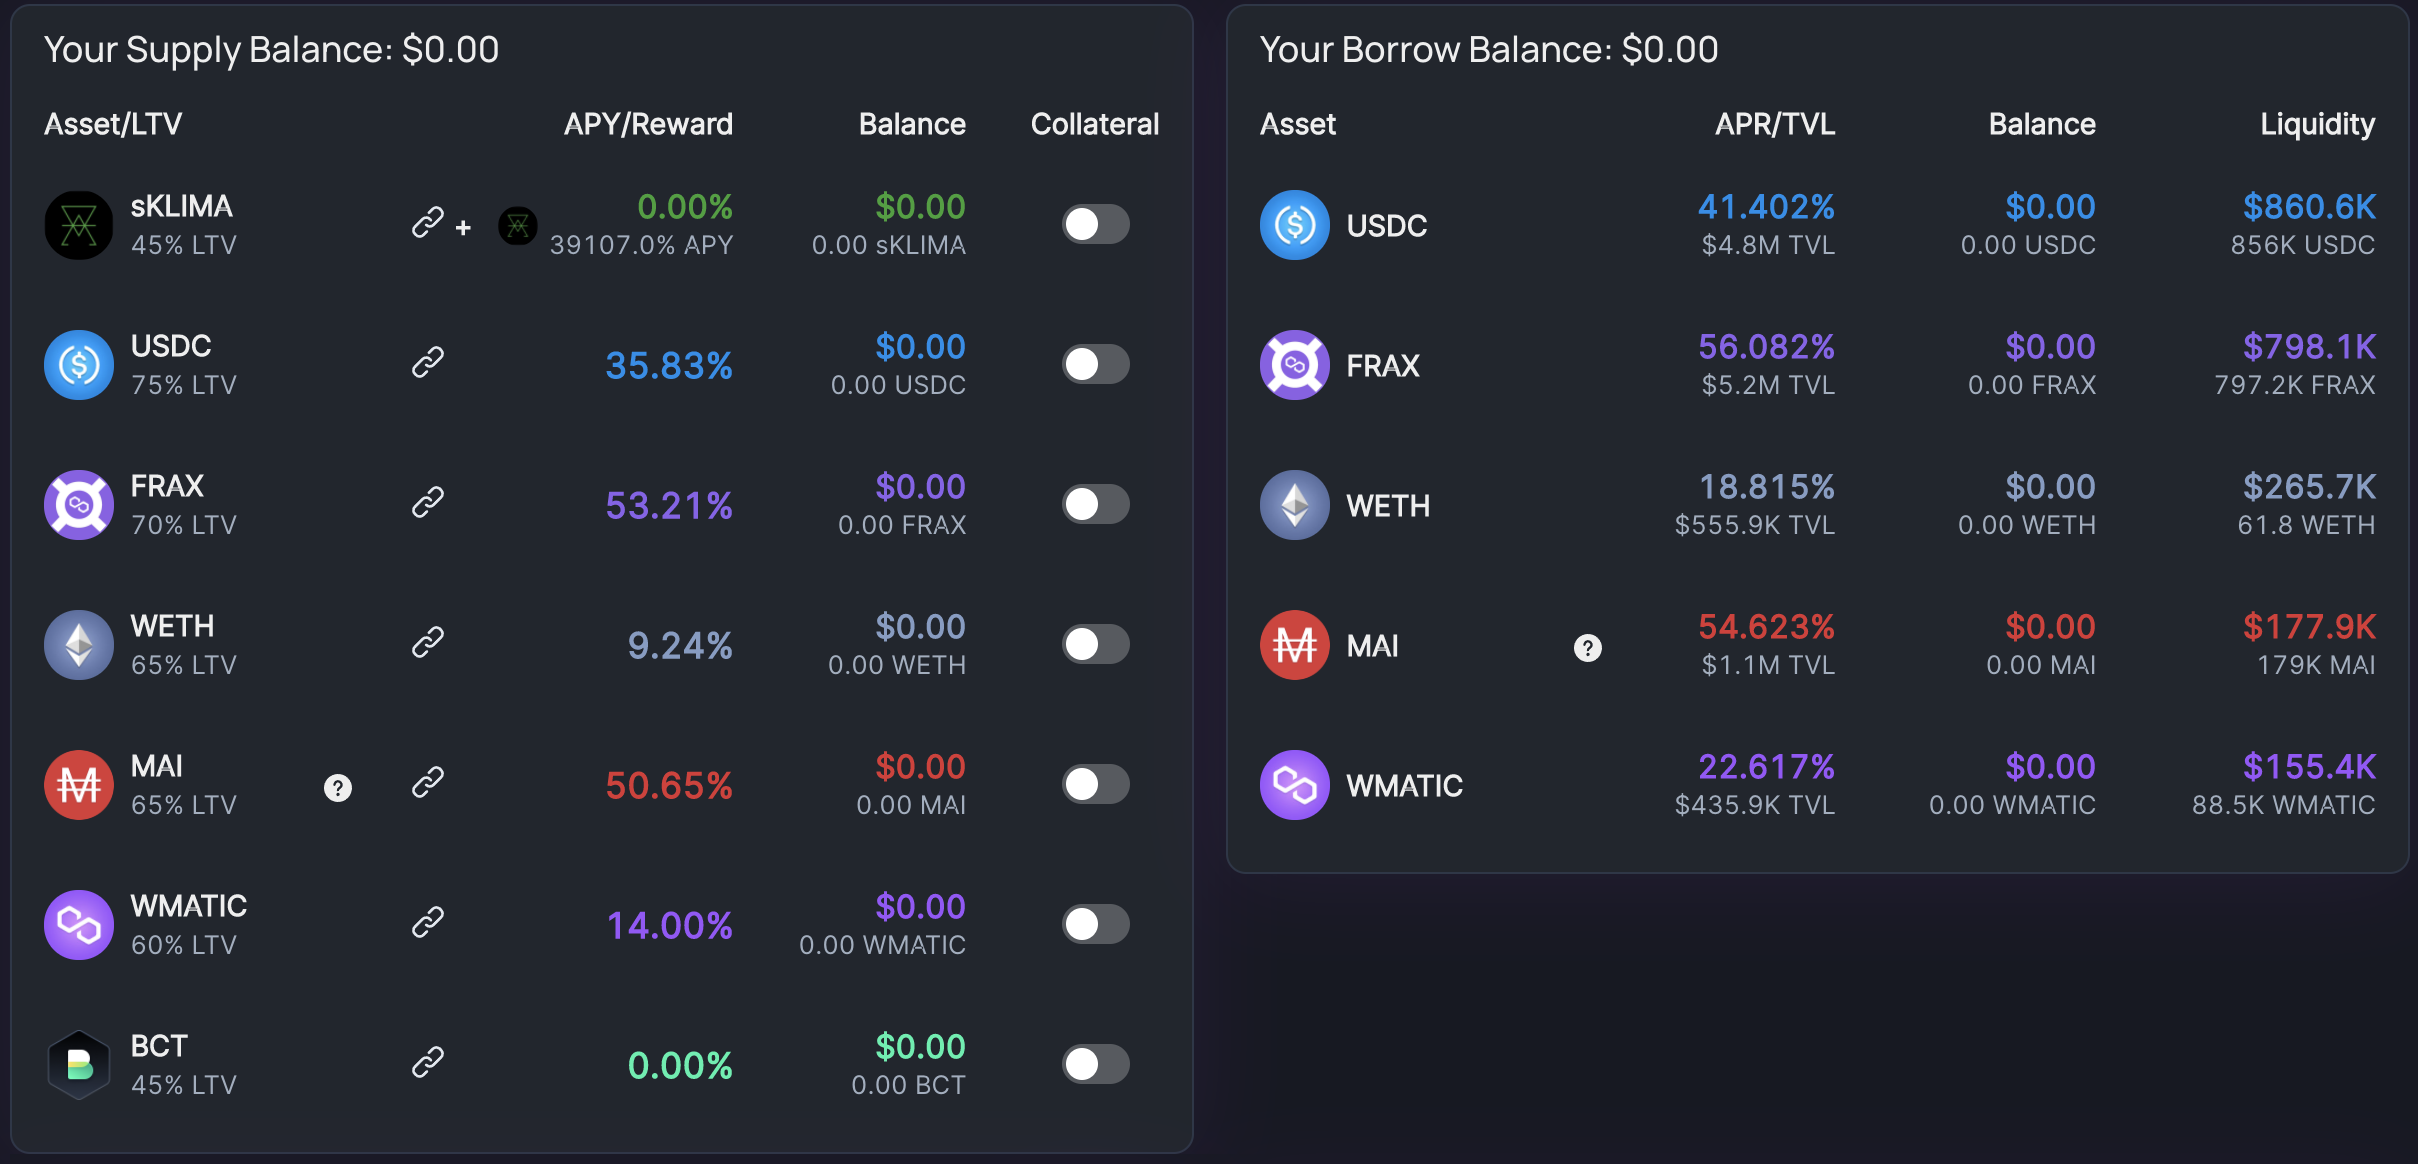 Your Supply Balance: $0.00
Asset/LTV APY/Reward Balance Collateral
sKLIMA 0.00% $0.00
45% LTV + 39107.0% APY 0.00 sKLIMA
USDC $0.00
75% LTV 35.83% 0.00 USDC
FRAX $0.00
70% LTV 53.21% 0.00 FRAX
WETH $0.00
65% LTV 9.24% 0.00 WETH
MAI $0.00
65% LTV ? 50.65% 0.00 MAI
WMATIC $0.00
60% LTV 14.00% 0.00 WMATIC
BCT $0.00
45% LTV 0.00% 0.00 BCT
Your Borrow Balance: $0.00
Asset APR/TVL Balance Liquidity
USDC 41.402% $0.00 $860.6K
$4.8M TVL 0.00 USDC 856K USDC
FRAX 56.082% $0.00 $798.1K
$5.2M TVL 0.00 FRAX 797.2K FRAX
WETH 18.815% $0.00 $265.7K
$555.9K TVL 0.00 WETH 61.8 WETH
MAI ? 54.623% $0.00 $177.9K
$1.1M TVL 0.00 MAI 179K MAI
WMATIC 22.617% $0.00 $155.4K
$435.9K TVL 0.00 WMATIC 88.5K WMATIC